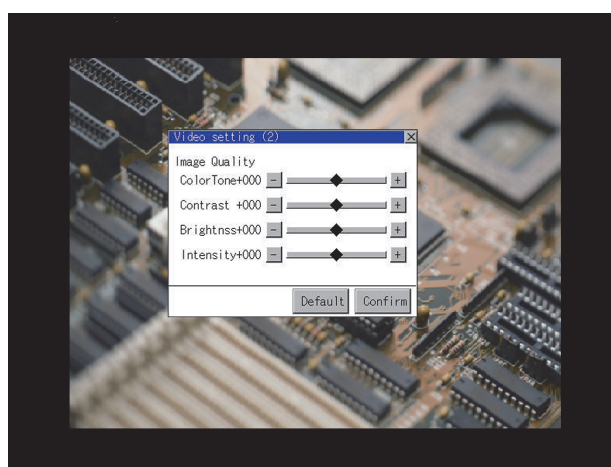 Video setting (2) ×
Image Quality
ColorTone+000 - +
Contrast +000 - +
Brightnss+000 - +
Intensity+000 - +
Default Confirm